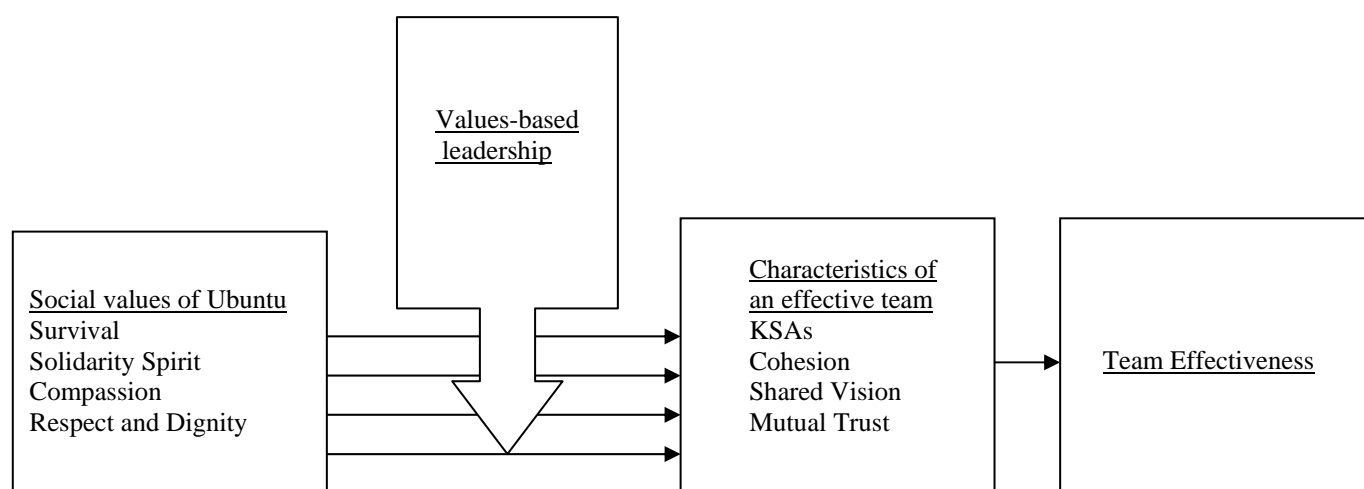 Values-based
leadership
Social values of Ubuntu
Survival
Solidarity Spirit
Compassion
Respect and Dignity
Characteristics of
an effective team
KSAs
Cohesion
Shared Vision
Mutual Trust
Team Effectiveness